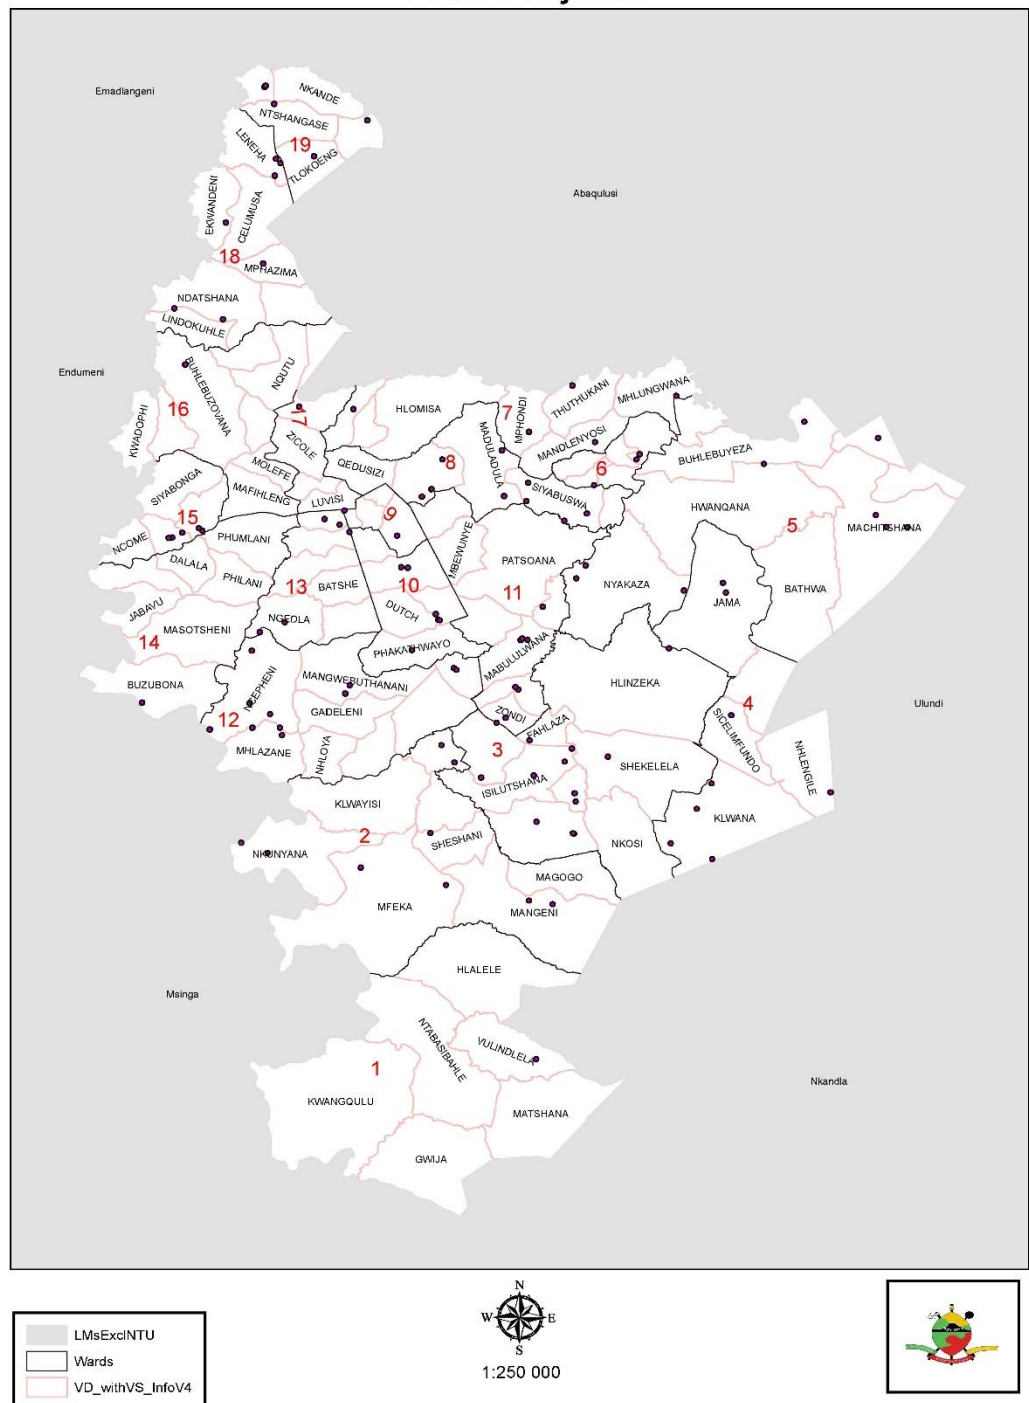 Emadlangeni
NKANDE
NTSHANGASE
LENEHA
19
TLOKOENG
Abaqulusi
EKWANDENI
CELUMUSA
18
MPHAZIMA
NDATSHANA
LINDOKUHLE
Endumeni
BUHLEBUZOVANA
NQUTU
16
KWADOPHI
17
ZICOLE
HLOMISA
7
MPHONDI
THUTHUKANI
MHLUNGWANA
MADULADULA
MANDLENYOSI
QEDUSIZI
8
6
BUHLEBUYEZA
MOLEFE
SIYABONGA
MAFIHLENG
LUVISI
SIYABUSWA
HWANQANA
15
9
5
MACHITSHANA
NCOME
PHUMLANI
MBEWUNYE
PATSOANA
DALALA
PHILANI
13
BATSHE
10
11
NYAKAZA
JAMA
BATHWA
JABAVU
DUTCH
NGEDLA
14
MASOTSHENI
PHAKATHWAYO
MABULULWANA
BUZUBONA
NCEPHENI
MANGWEBUTHANANI
HLINZEKA
GADELENI
4
Ulundi
12
ZONDI
SICELIMFUNDO
MHLAZANE
NHLOYA
FAHLAZA
3
NHLENGILE
SHEKELELA
ISILUTSHANA
KLWAYISI
KLWANA
2
SHESHANI
NKOSI
NKUNYANA
MAGOGO
MFEKA
MANGENI
HLALELE
Msinga
NTABASIBAHLE
VULINDLELA
1
Nkandla
KWANGQULU
MATSHANA
GWIJA
LMsExclNTU
Wards
VD_withVS_InfoV4
N
W E
S
1:250 000